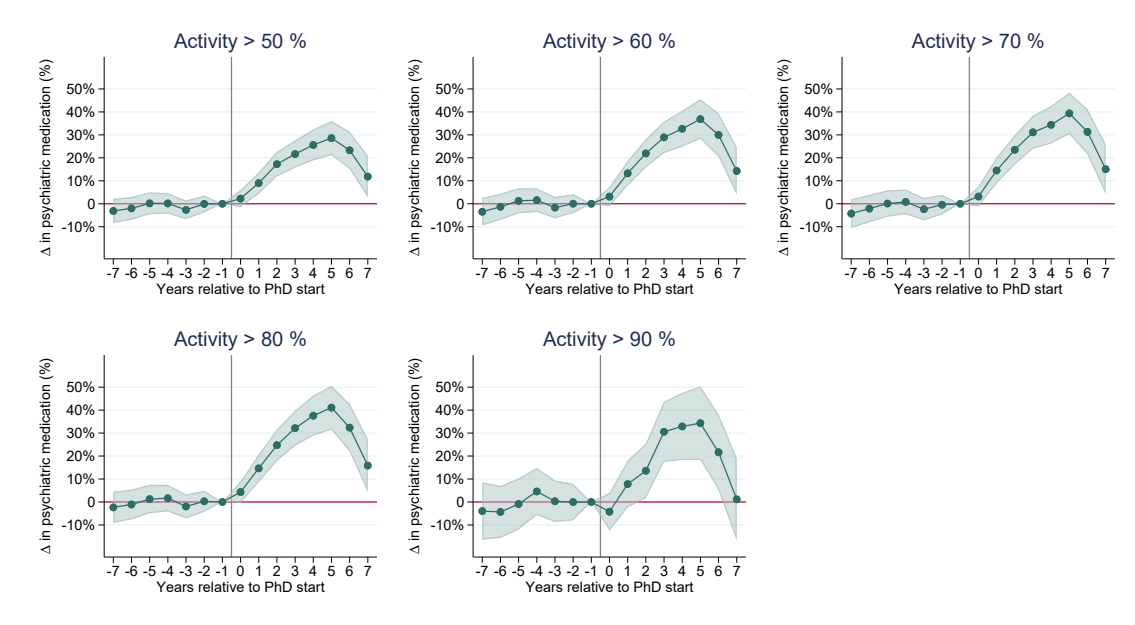 Activity > 50 %
Δ in psychiatric medication (%)
50%
40%
30%
20%
10%
0
-10%
-7 -6 -5 -4 -3 -2 -1 0 1 2 3 4 5 6 7
Years relative to PhD start
Activity > 60 %
Δ in psychiatric medication (%)
50%
40%
30%
20%
10%
0
-10%
-7 -6 -5 -4 -3 -2 -1 0 1 2 3 4 5 6 7
Years relative to PhD start
Activity > 70 %
Δ in psychiatric medication (%)
50%
40%
30%
20%
10%
0
-10%
-7 -6 -5 -4 -3 -2 -1 0 1 2 3 4 5 6 7
Years relative to PhD start
Activity > 80 %
Δ in psychiatric medication (%)
50%
40%
30%
20%
10%
0
-10%
-7 -6 -5 -4 -3 -2 -1 0 1 2 3 4 5 6 7
Years relative to PhD start
Activity > 90 %
Δ in psychiatric medication (%)
50%
40%
30%
20%
10%
0
-10%
-7 -6 -5 -4 -3 -2 -1 0 1 2 3 4 5 6 7
Years relative to PhD start